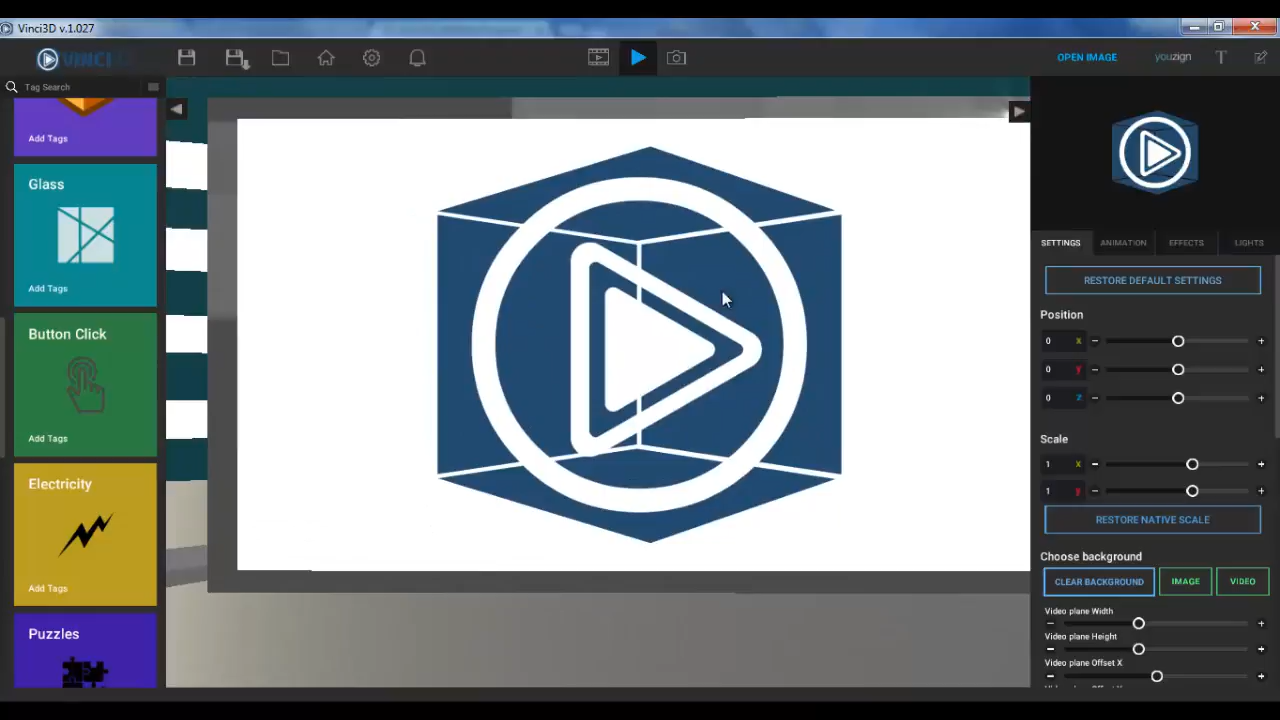 Vinci3D v.1.027
VINCI
OPEN IMAGE
youzign
T
Tag Search
Add Tags
Glass
Add Tags
Button Click
Add Tags
Electricity
Add Tags
Puzzles
SETTINGS
ANIMATION
EFFECTS
LIGHTS
RESTORE DEFAULT SETTINGS
Position
0 x - +
0 y - +
0 z - +
Scale
1 x - +
1 y - +
RESTORE NATIVE SCALE
Choose background
CLEAR BACKGROUND
IMAGE
VIDEO
Video plane Width
- +
Video plane Height
- +
Video plane Offset X
- +